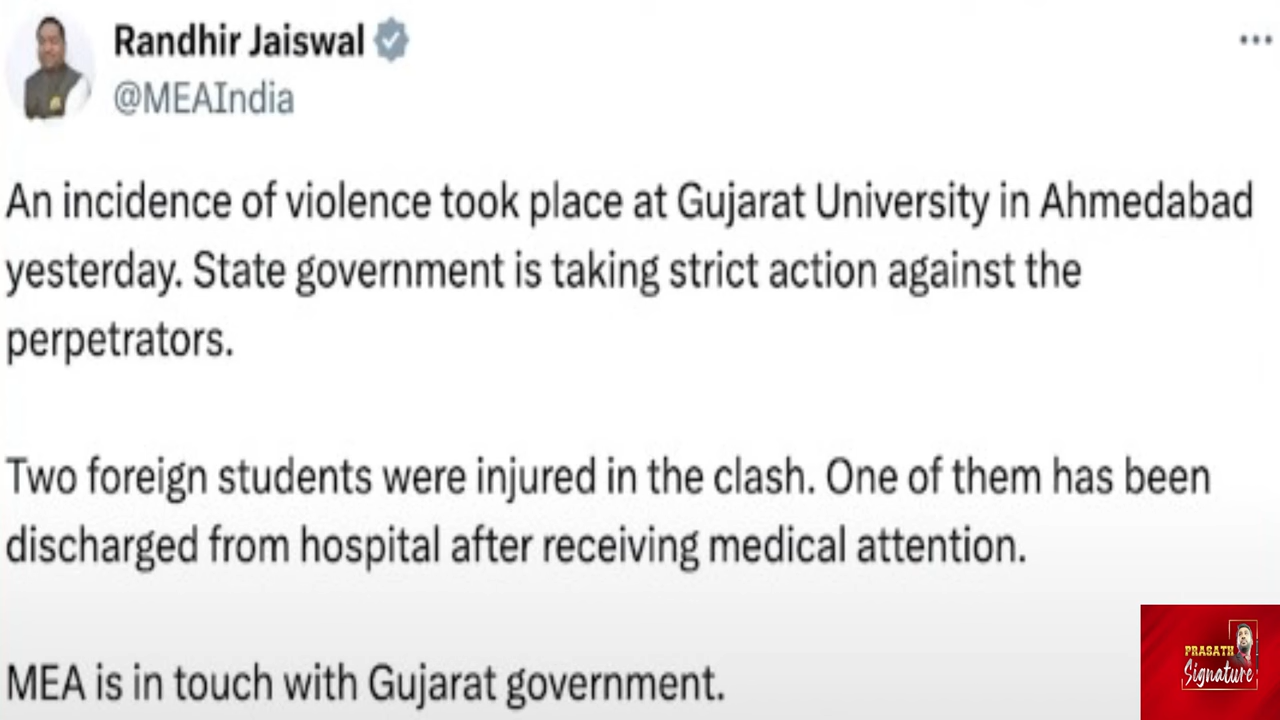 Randhir Jaiswal
@MEAIndia
An incidence of violence took place at Gujarat University in Ahmedabad
yesterday. State government is taking strict action against the
perpetrators.
Two foreign students were injured in the clash. One of them has been
discharged from hospital after receiving medical attention.
MEA is in touch with Gujarat government.
PRASATH
Signature